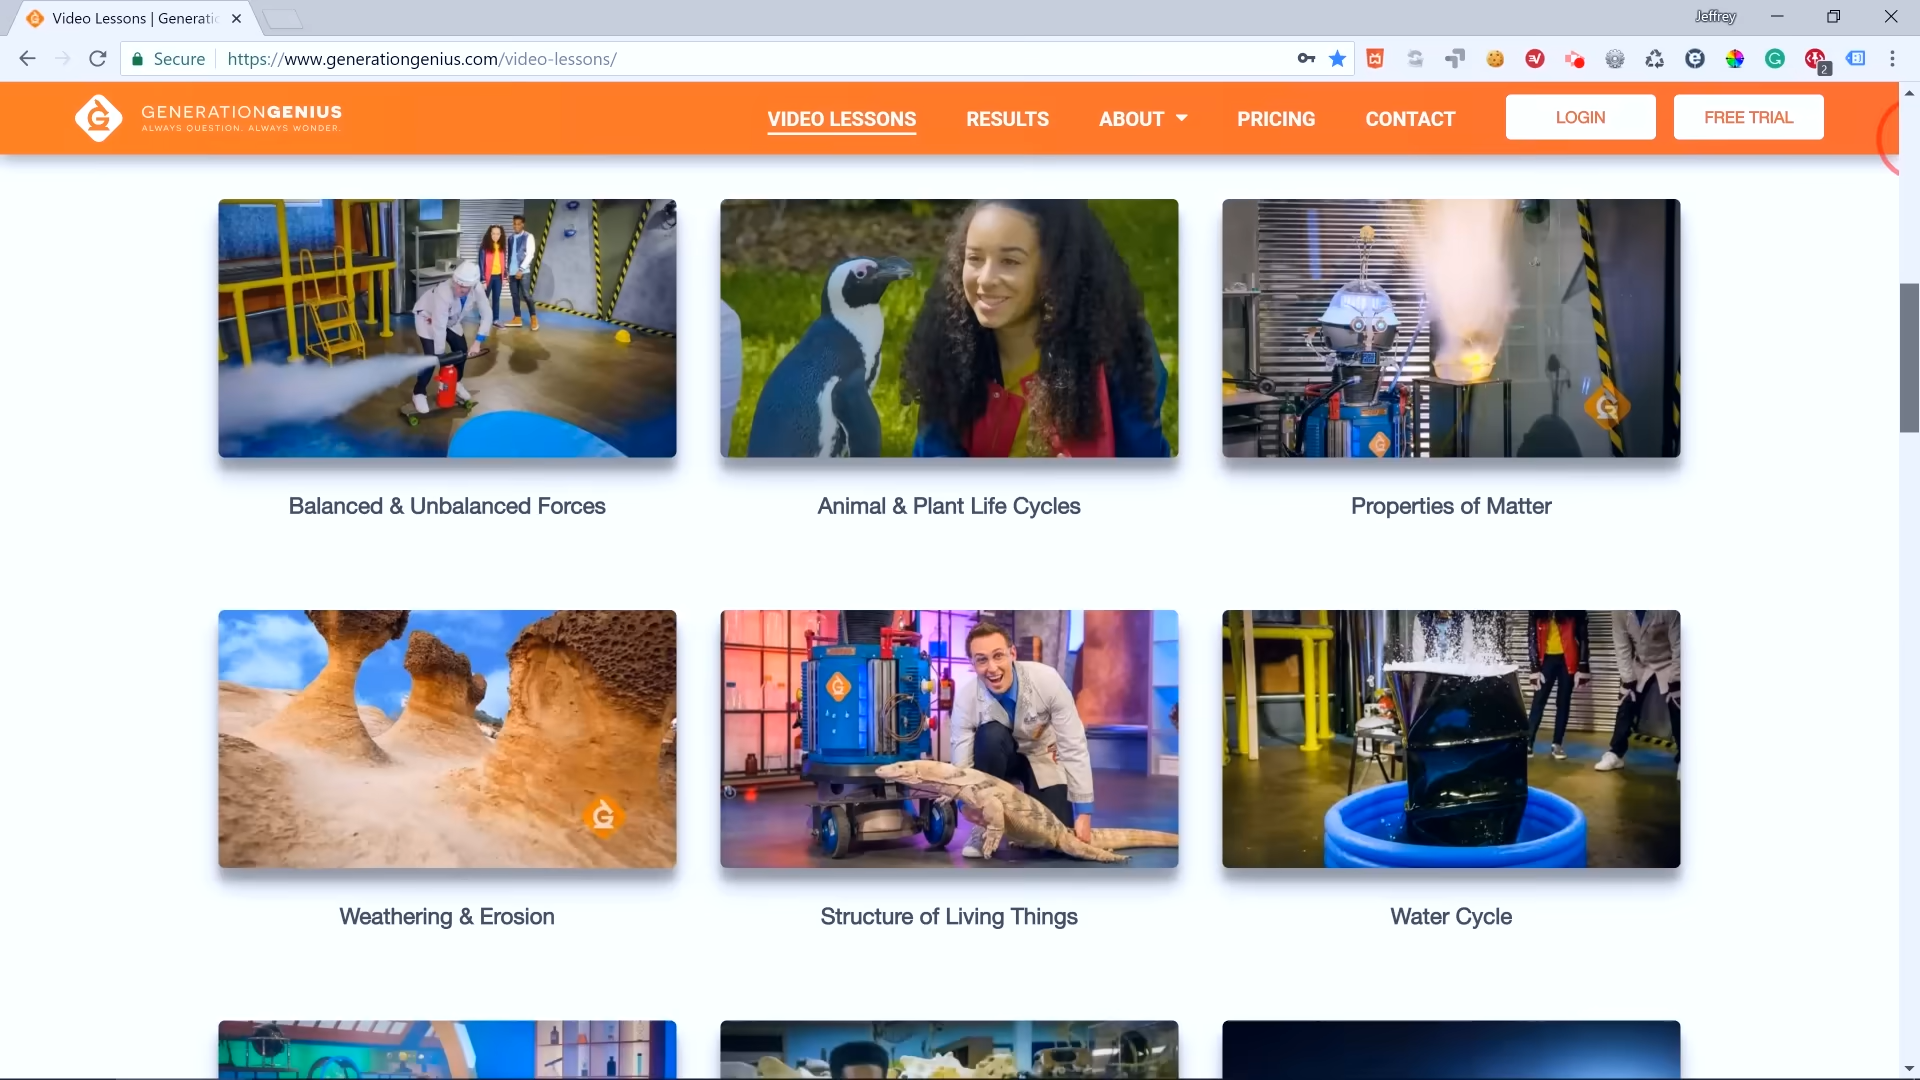 Video Lessons | Generatio
Jeffrey
Secure
https://www.generationgenius.com/video-lessons/
2
GENERATIONGENIUS
ALWAYS QUESTION. ALWAYS WONDER.
VIDEO LESSONS
RESULTS
ABOUT
PRICING
CONTACT
LOGIN
FREE TRIAL
Balanced & Unbalanced Forces
Animal & Plant Life Cycles
Properties of Matter
Weathering & Erosion
Structure of Living Things
Water Cycle